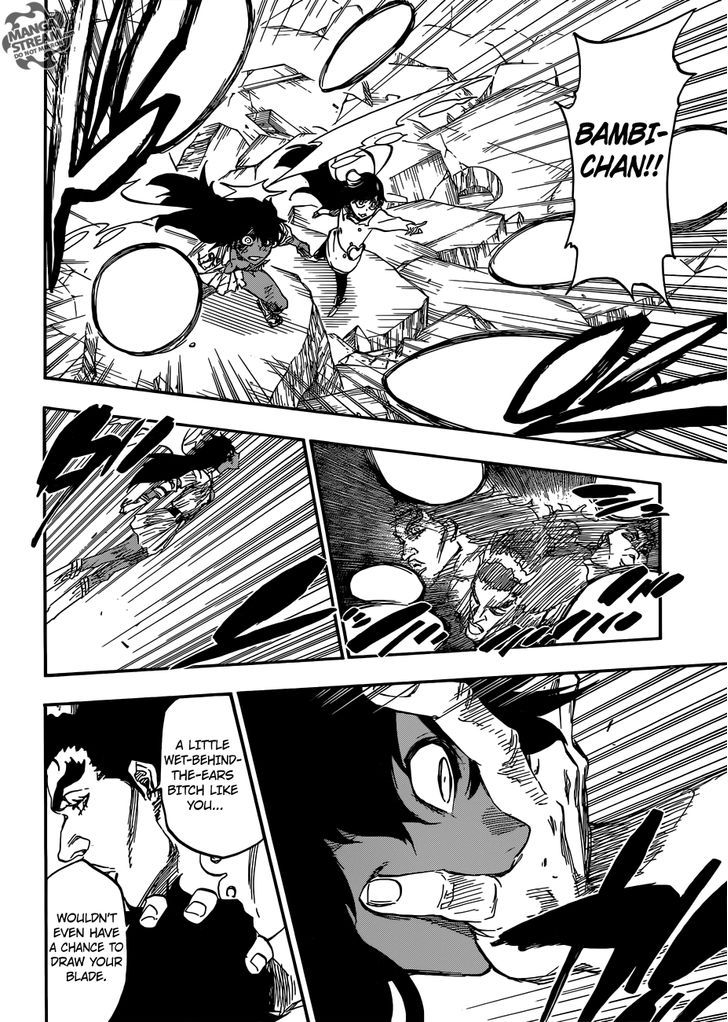 MANGA
STREAM
DO NOT MIRROR
BAMBI-
CHAN!!
A LITTLE
WET-BEHIND-
THE-EARS
BITCH LIKE
YOU...
WOULDN'T
EVEN HAVE
A CHANCE TO
DRAW YOUR
BLADE.